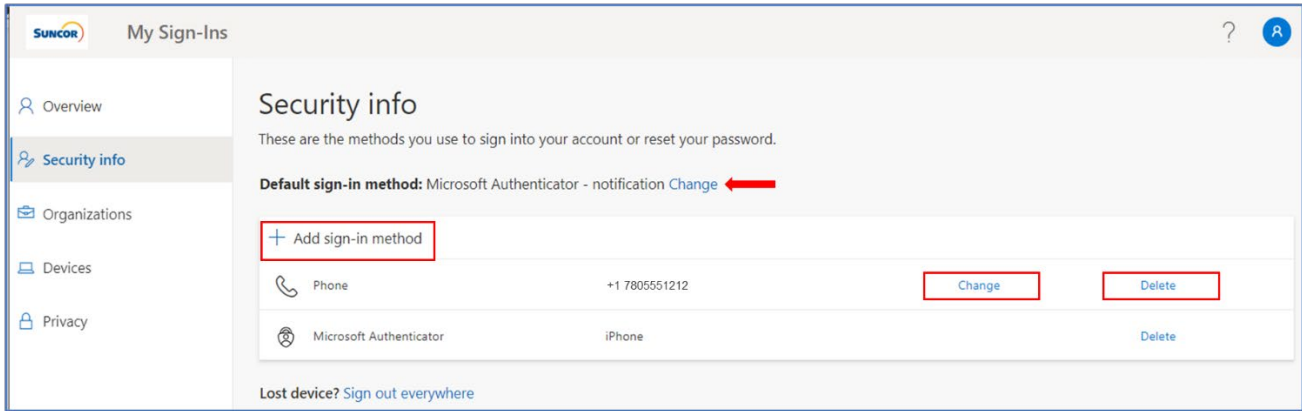 SUNCOR My Sign-Ins ?
Overview
Security info
Organizations
Devices
Privacy
Security info
These are the methods you use to sign into your account or reset your password.
Default sign-in method: Microsoft Authenticator - notification Change
Add sign-in method
Phone +1 7805551212 Change Delete
Microsoft Authenticator iPhone Delete
Lost device? Sign out everywhere